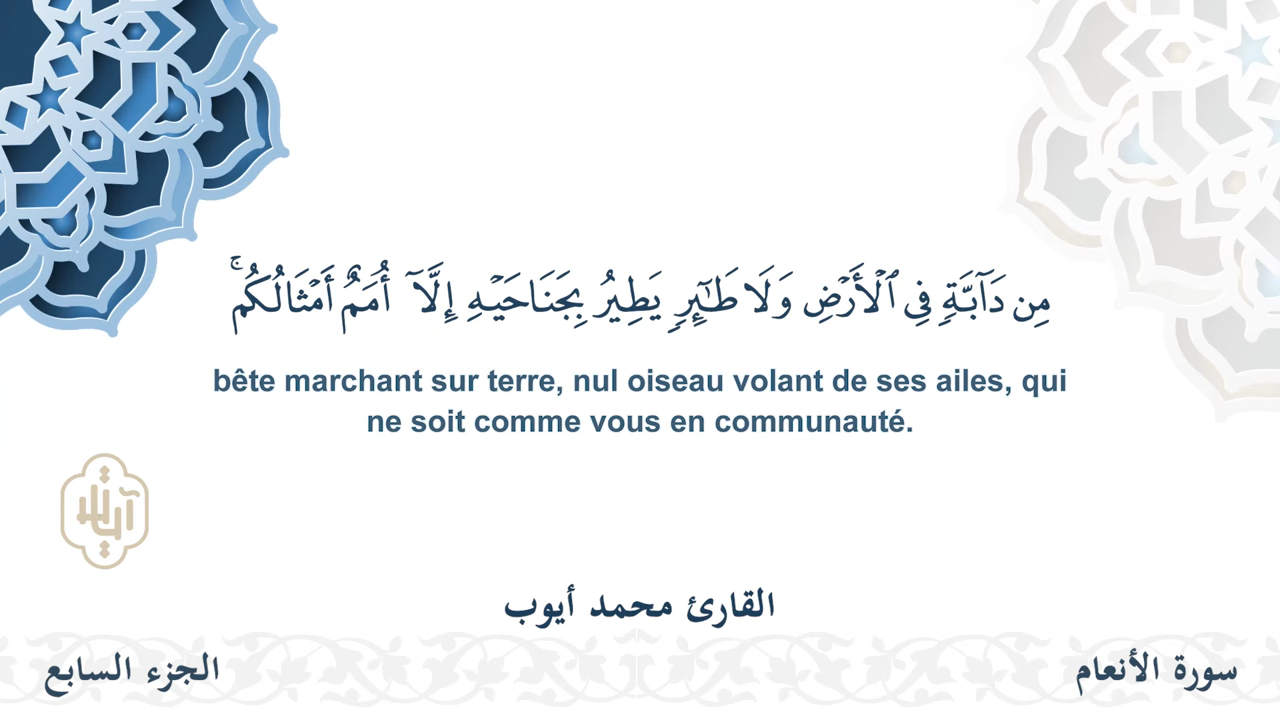 مِن دَآبَّةٍ فِي ٱلْأَرْضِ وَلَا طَـٰٓئِرٍ يَطِيرُ بِجَنَاحَيْهِ إِلَّآ أُمَمٌ أَمْثَالُكُم ۚ
bête marchant sur terre, nul oiseau volant de ses ailes, qui
ne soit comme vous en communauté.
القارئ محمد أيوب
سورة الأنعام
الجزء السابع